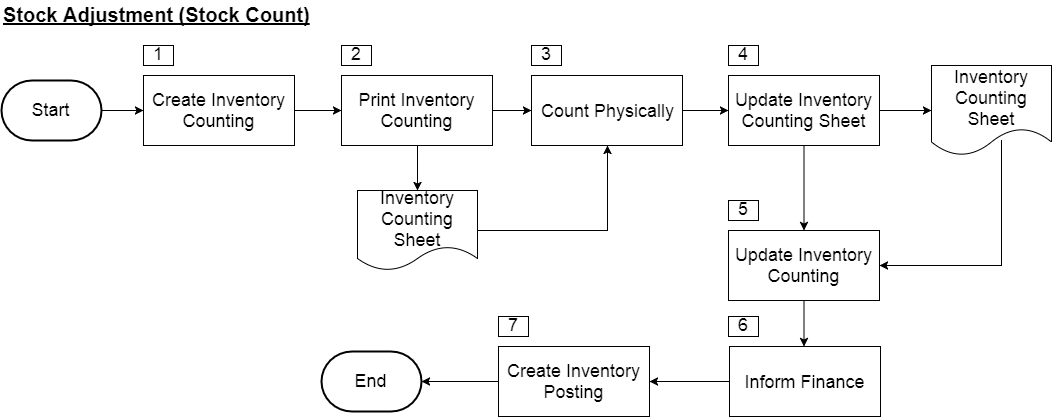 Stock Adjustment (Stock Count)
1
2
3
4
Start
Create Inventory
Counting
Print Inventory
Counting
Count Physically
Update Inventory
Counting Sheet
Inventory
Counting
Sheet
Inventory
Counting
Sheet
5
Update Inventory
Counting
7
6
End
Create Inventory
Posting
Inform Finance